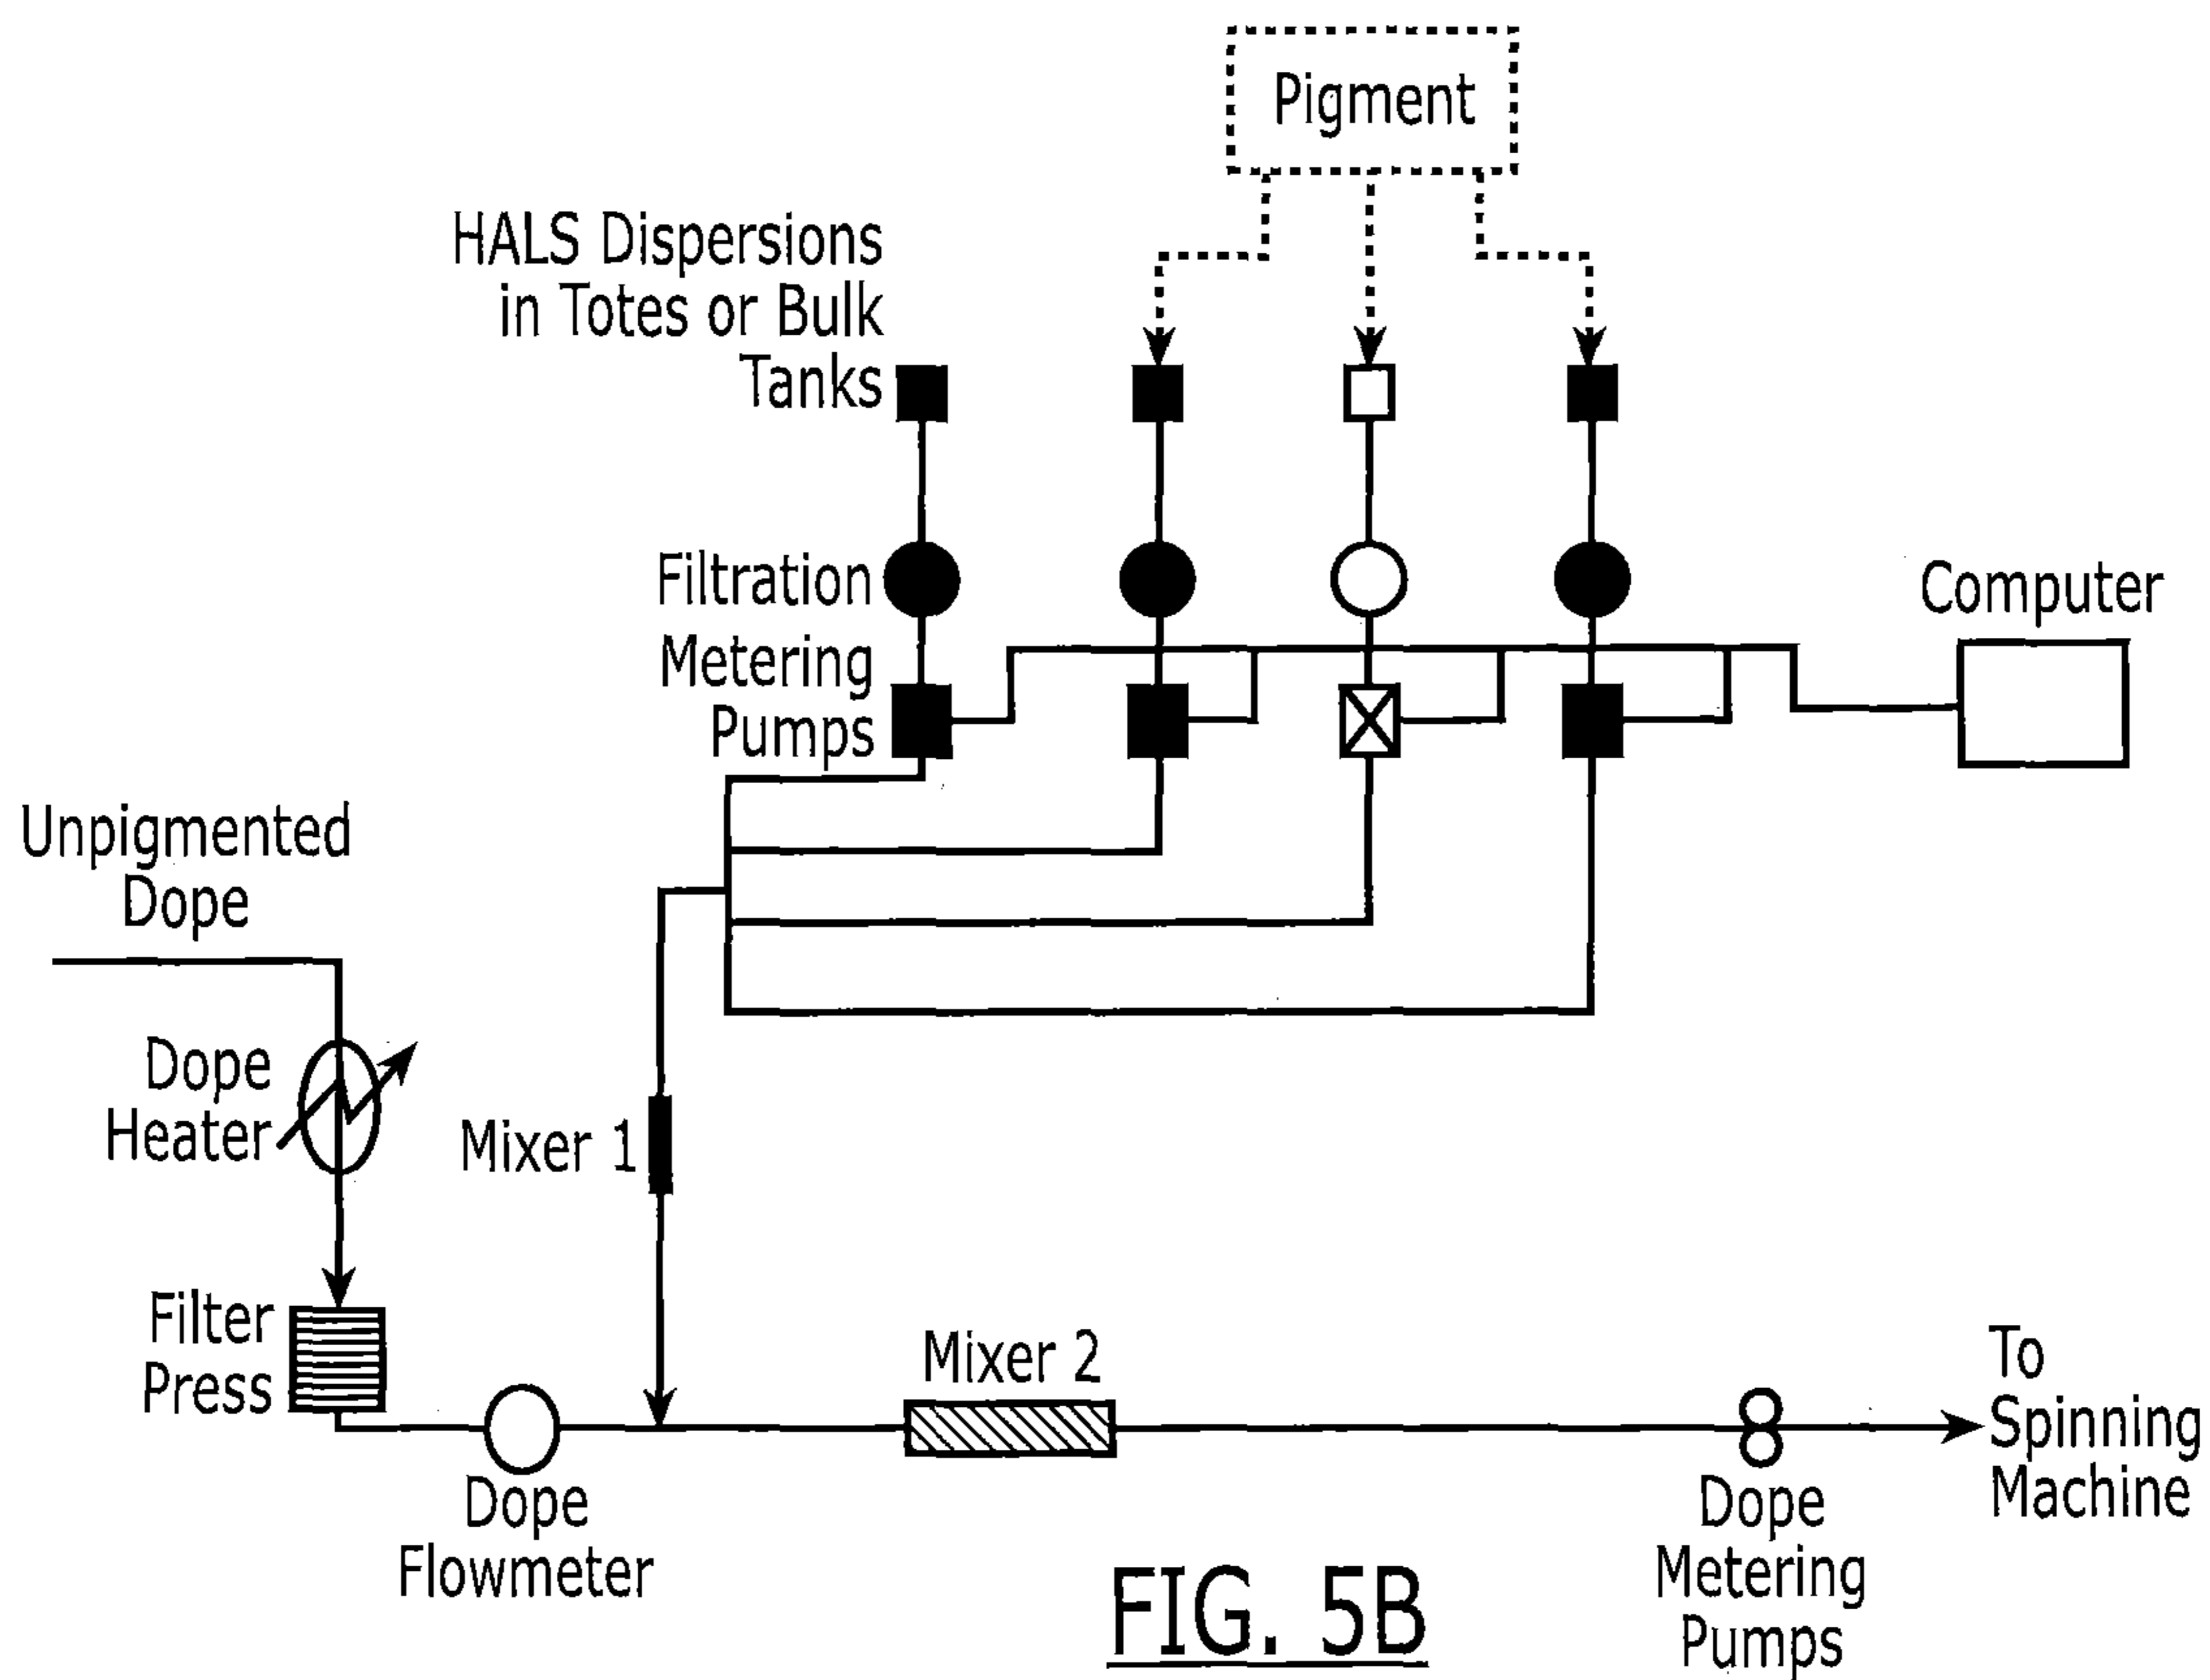 Pigment
HALS Dispersions
in Totes or Bulk
Tanks
Filtration
Metering
Pumps
Computer
Unpigmented
Dope
Dope
Heater
Mixer 1
Filter
Press
Dope
Flowmeter
Mixer 2
Dope
Metering
Pumps
To
Spinning
Machine
FIG. 5B